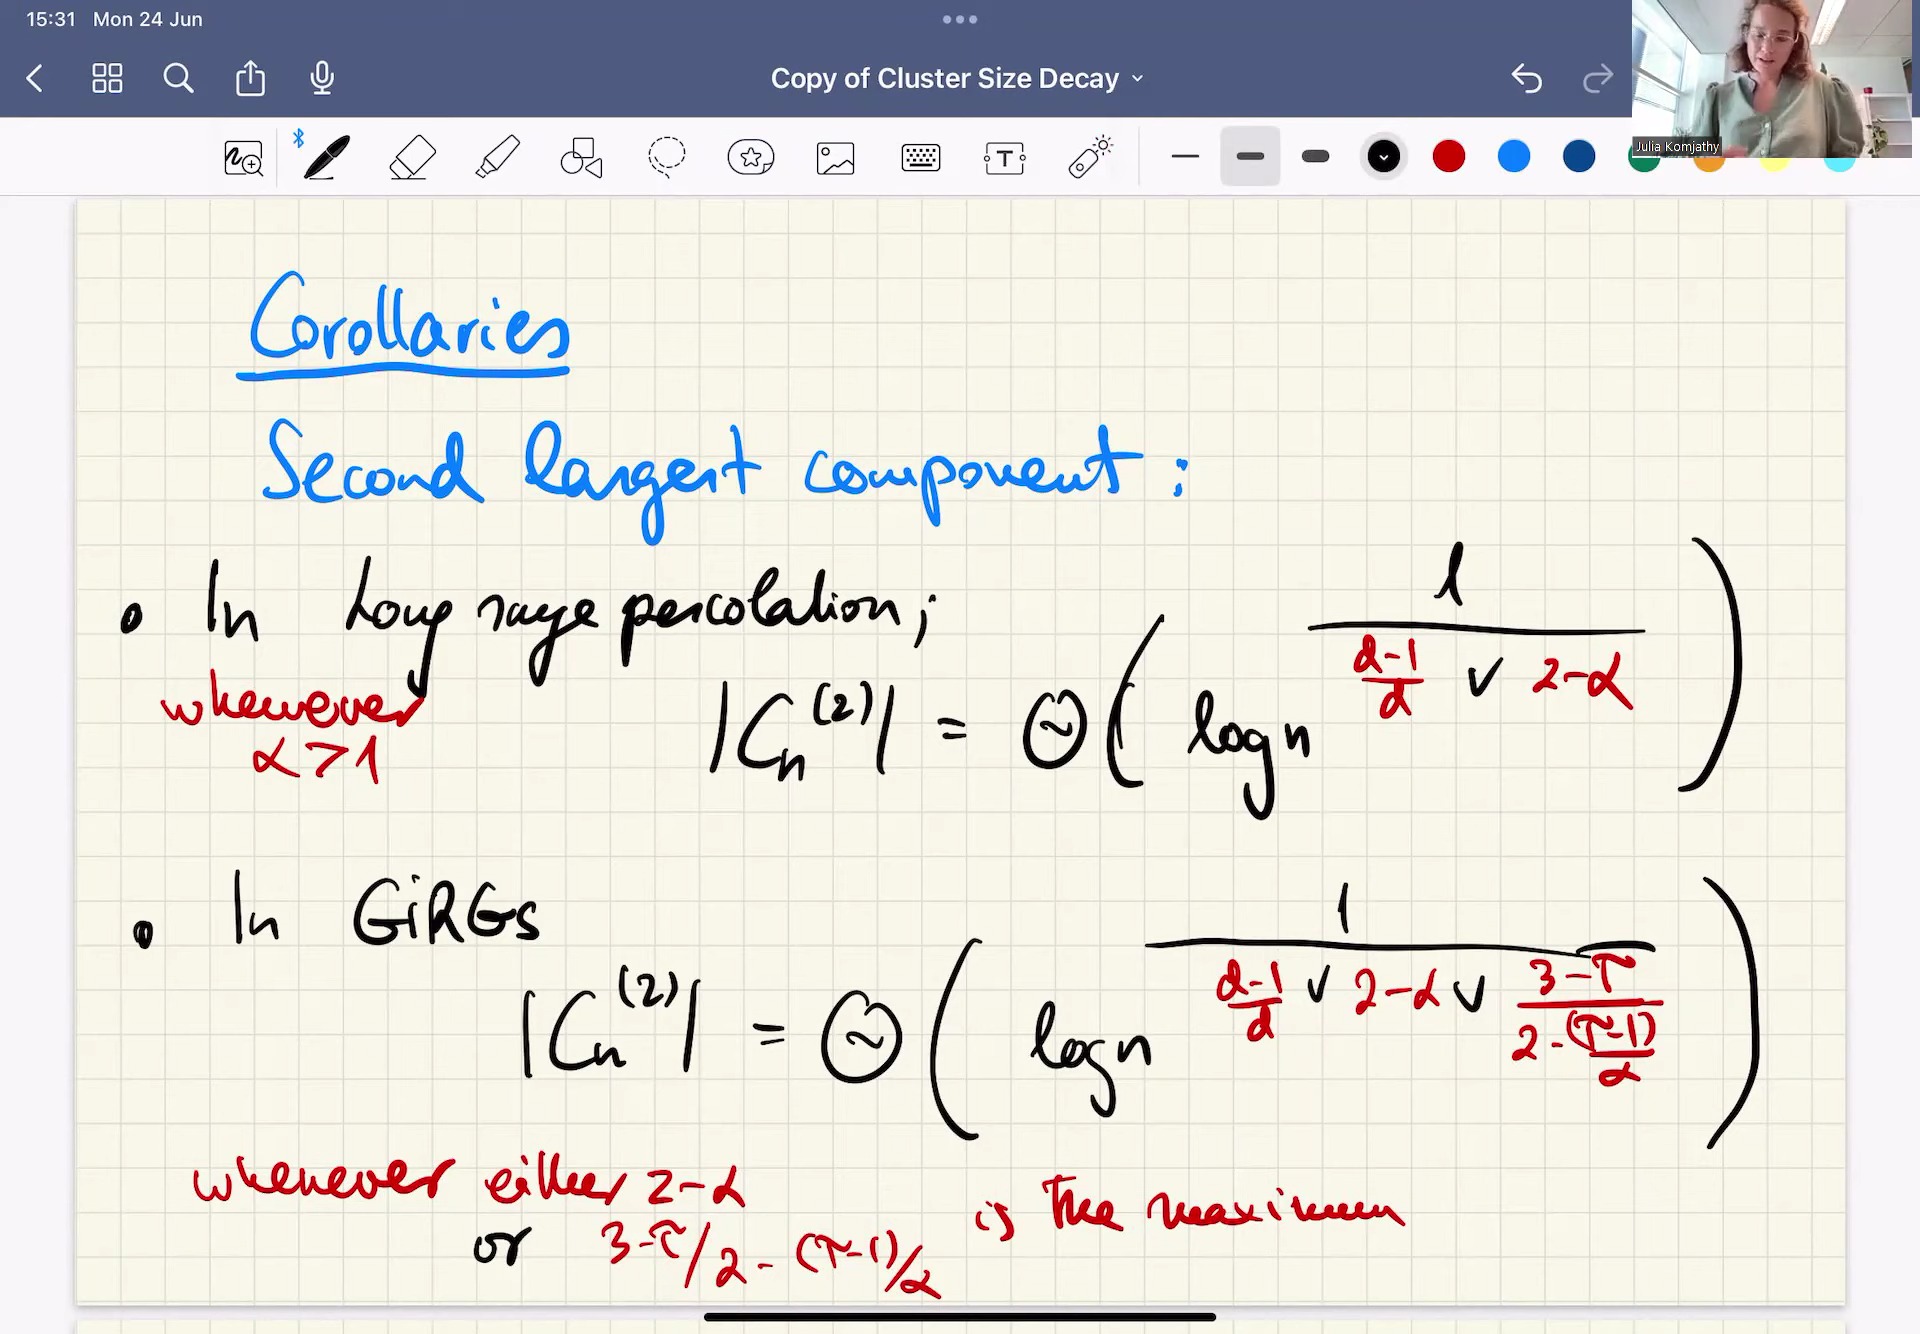 15:31 Mon 24 Jun
Copy of Cluster Size Decay
Julia Komjathy
Corollaries
Second largest component :
• In Long range percolation;
whenever α > 1
|Cₙ⁽²⁾| = Θ̃( log n ^ 1 / ( (d-1)/d ∨ 2-α ) )
• In GiRGs
|Cₙ⁽²⁾| = Θ̃( log n ^ 1 / ( (d-1)/d ∨ 2-α ∨ (3-τ)/(2-(τ-1)/α) ) )
whenever either 2-α
or 3-τ/2-(τ-1)/α is the maximum